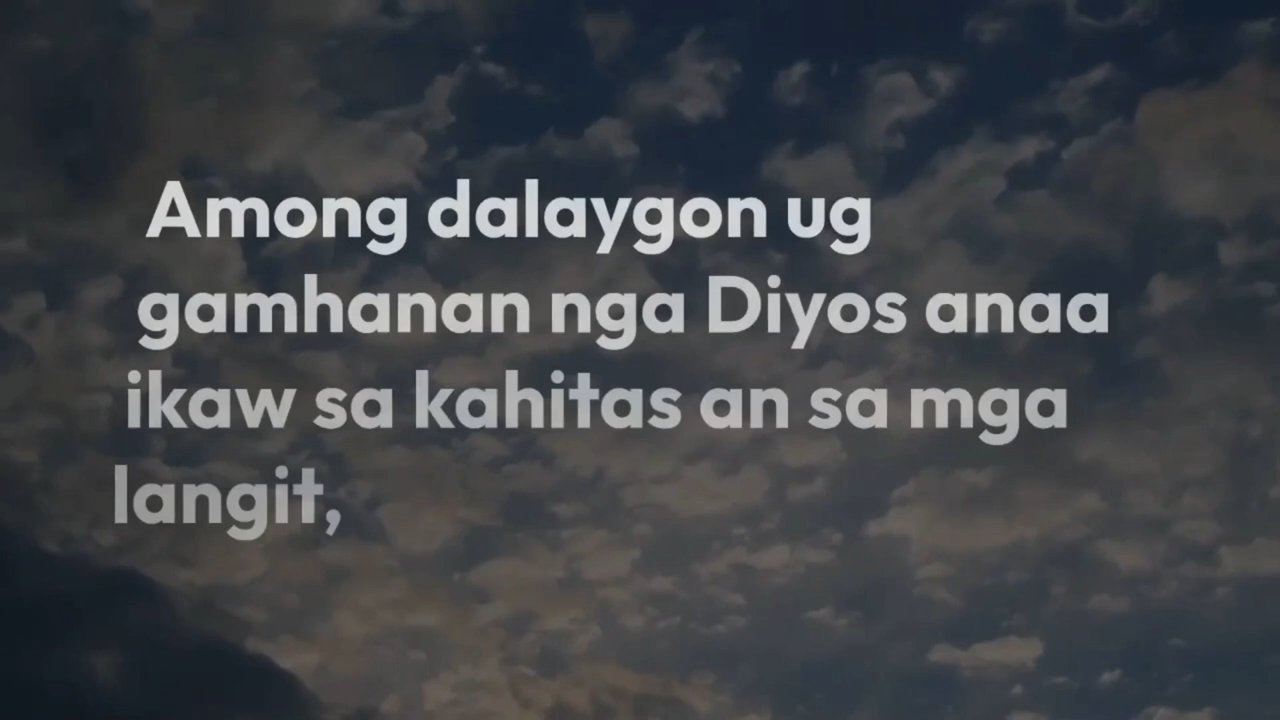 Among dalaygon ug
gamhanan nga Diyos anaa
ikaw sa kahitas an sa mga
langit,